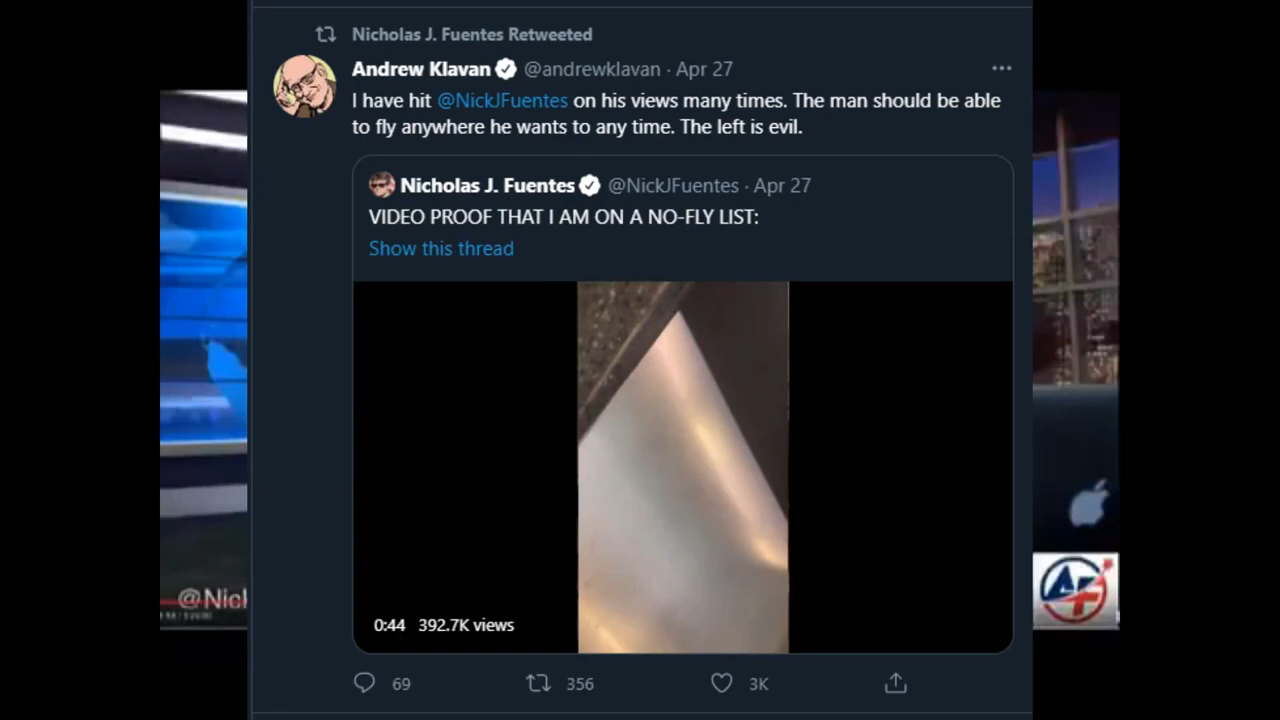 Nicholas J. Fuentes Retweeted
Andrew Klavan @andrewklavan · Apr 27
I have hit @NickJFuentes on his views many times. The man should be able
to fly anywhere he wants to any time. The left is evil.
Nicholas J. Fuentes @NickJFuentes · Apr 27
VIDEO PROOF THAT I AM ON A NO-FLY LIST:
Show this thread
@Nicl
AF
0:44 392.7K views
69 356 3K